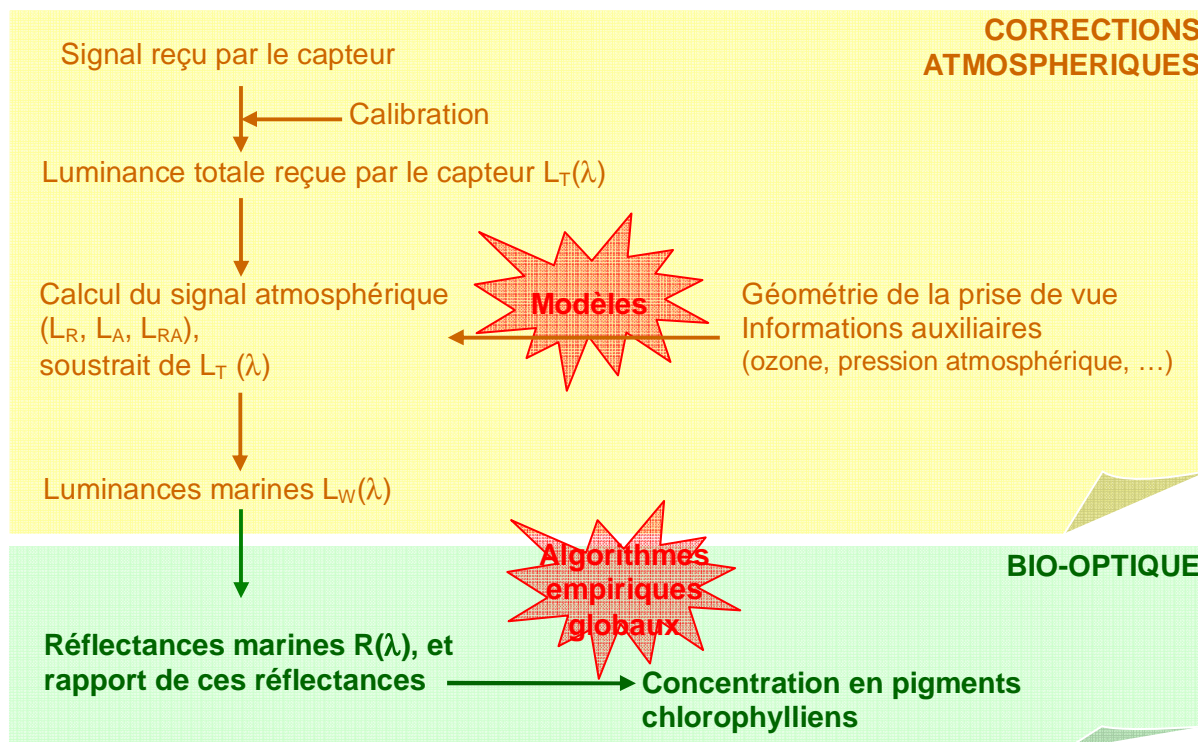 CORRECTIONS
ATMOSPHERIQUES
Signal reçu par le capteur
Calibration
Luminance totale reçue par le capteur L_T(λ)
Calcul du signal atmosphérique
(L_R, L_A, L_RA),
soustrait de L_T (λ)
Modèles
Géométrie de la prise de vue
Informations auxiliaires
(ozone, pression atmosphérique, …)
Luminances marines L_W(λ)
BIO-OPTIQUE
Algorithmes
empiriques
globaux
Réflectances marines R(λ), et
rapport de ces réflectances
Concentration en pigments
chlorophylliens